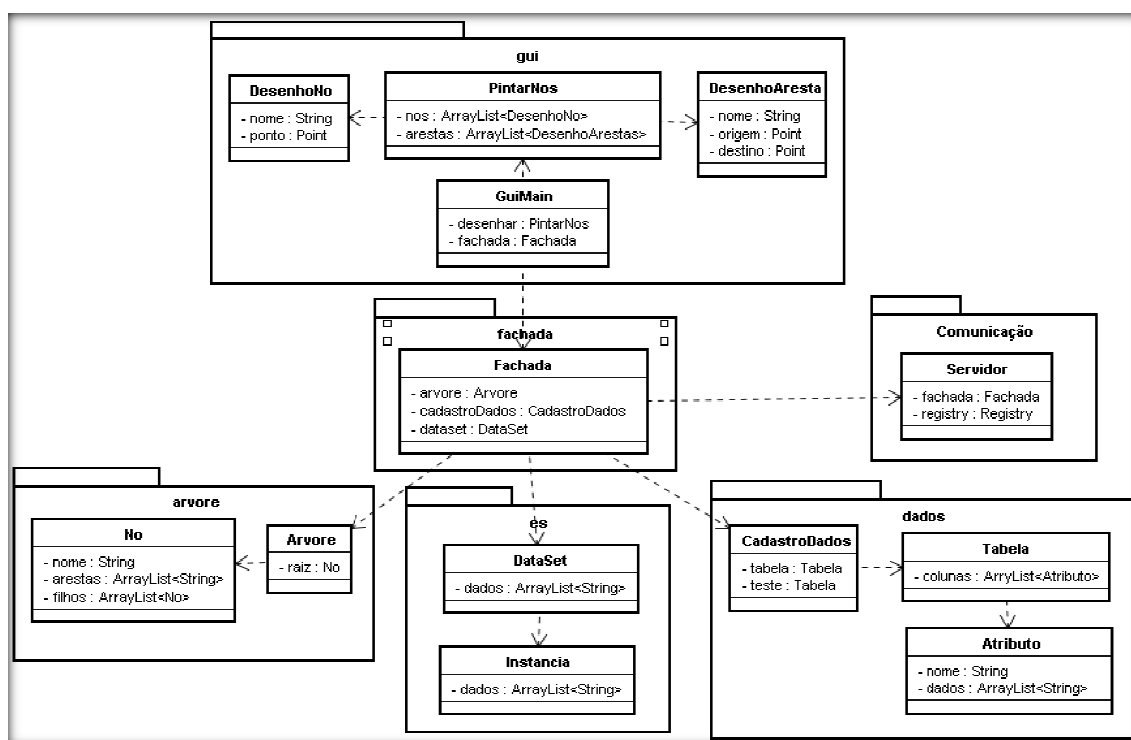 gui
DesenhoNo
- nome : String
- ponto : Point
PintarNos
- nos : ArrayList<DesenhoNo>
- arestas : ArrayList<DesenhoArestas>
DesenhoAresta
- nome : String
- origem : Point
- destino : Point
GuiMain
- desenhar : PintarNos
- fachada : Fachada
fachada
Fachada
- arvore : Arvore
- cadastroDados : CadastroDados
- dataset : DataSet
Comunicação
Servidor
- fachada : Fachada
- registry : Registry
arvore
No
- nome : String
- arestas : ArrayList<String>
- filhos : ArrayList<No>
Arvore
- raiz : No
es
DataSet
- dados : ArrayList<String>
Instancia
- dados : ArrayList<String>
dados
CadastroDados
- tabela : Tabela
- teste : Tabela
Tabela
- colunas : ArryList<Atributo>
Atributo
- nome : String
- dados : ArrayList<String>